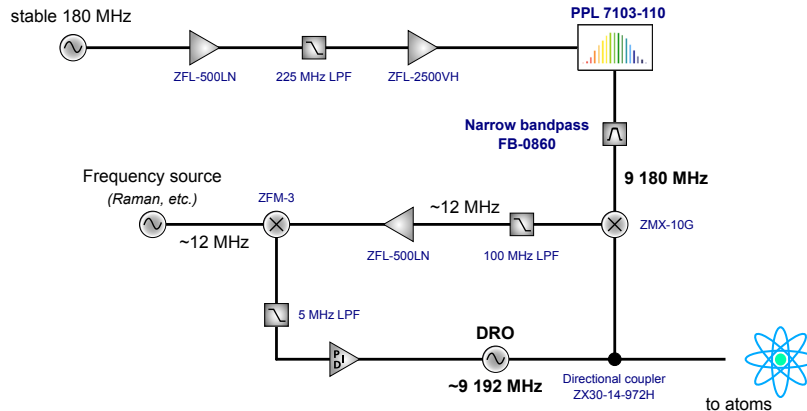 stable 180 MHz
PPL 7103-110
ZFL-500LN
225 MHz LPF
ZFL-2500VH
Narrow bandpass
FB-0860
9 180 MHz
Frequency source
(Raman, etc.)
ZFM-3
~12 MHz
~12 MHz
ZFL-500LN
100 MHz LPF
ZMX-10G
5 MHz LPF
P
I
D
DRO
~9 192 MHz
Directional coupler
ZX30-14-972H
to atoms